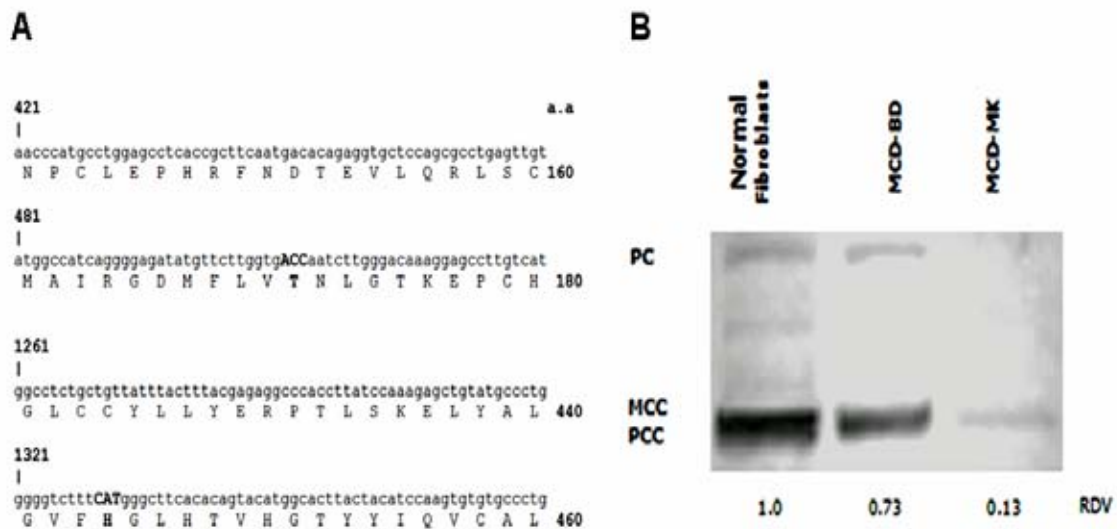 A
421 a.a
|
aacccatgcctggagcctcaccgcttcaatgacacagaggtgctccagcgcctgagttgt
N P C L E P H R F N D T E V L Q R L S C 160
481
|
atggccatcaggggagatatgttcttggtgACCaatcttgggacaaaggagccttgtcat
M A I R G D M F L V T N L G T K E P C H 180
1261
|
ggcctctgctgttatttactttacgagaggcccaccttatccaaagagctgtatgccctg
G L C C Y L L Y E R P T L S K E L Y A L 440
1321
|
ggggtctttCATgggcttcacacagtacatggcacttactacatccaagtgtgtgccctg
G V F H G L H T V H G T Y Y I Q V C A L 460
B
Normal
Fibroblasts
MCD-BD
MCD-MK
PC
MCC
PCC
1.0 0.73 0.13 RDV